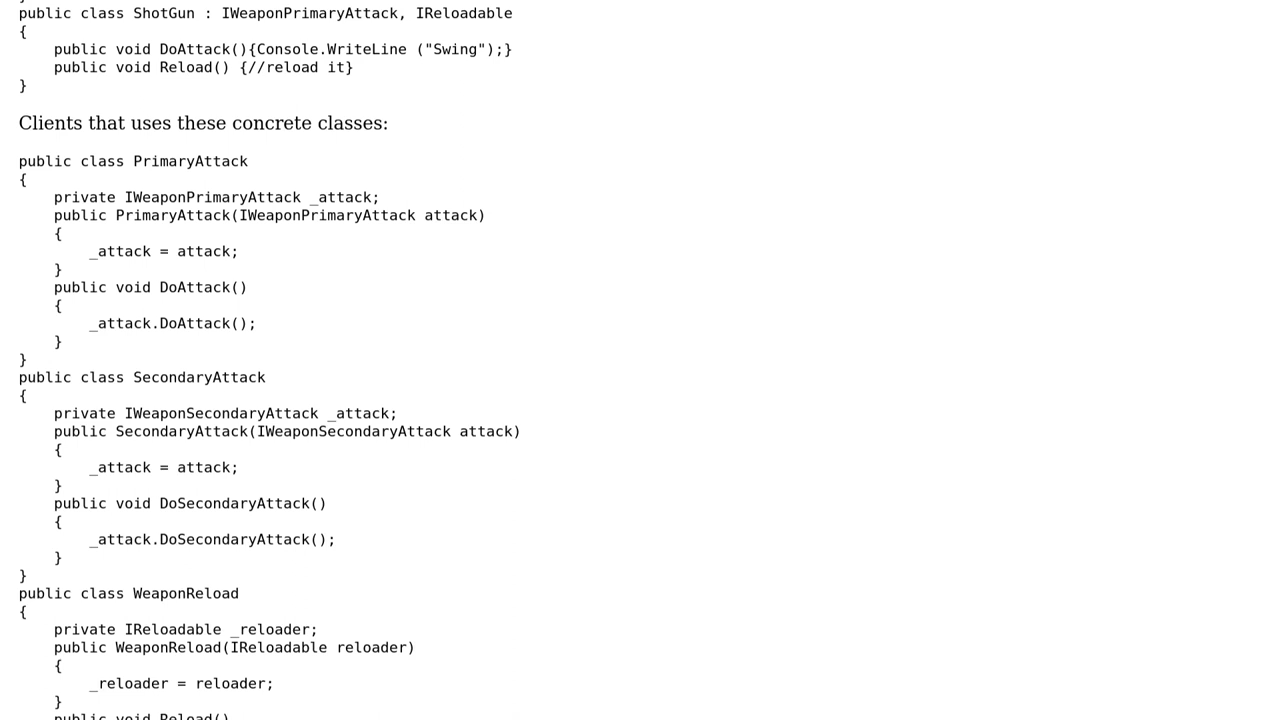 public class ShotGun : IWeaponPrimaryAttack, IReloadable
{
    public void DoAttack(){Console.WriteLine ("Swing");}
    public void Reload() {//reload it}
}
Clients that uses these concrete classes:
public class PrimaryAttack
{
    private IWeaponPrimaryAttack _attack;
    public PrimaryAttack(IWeaponPrimaryAttack attack)
    {
        _attack = attack;
    }
    public void DoAttack()
    {
        _attack.DoAttack();
    }
}
public class SecondaryAttack
{
    private IWeaponSecondaryAttack _attack;
    public SecondaryAttack(IWeaponSecondaryAttack attack)
    {
        _attack = attack;
    }
    public void DoSecondaryAttack()
    {
        _attack.DoSecondaryAttack();
    }
}
public class WeaponReload
{
    private IReloadable _reloader;
    public WeaponReload(IReloadable reloader)
    {
        _reloader = reloader;
    }
    public void Reload()